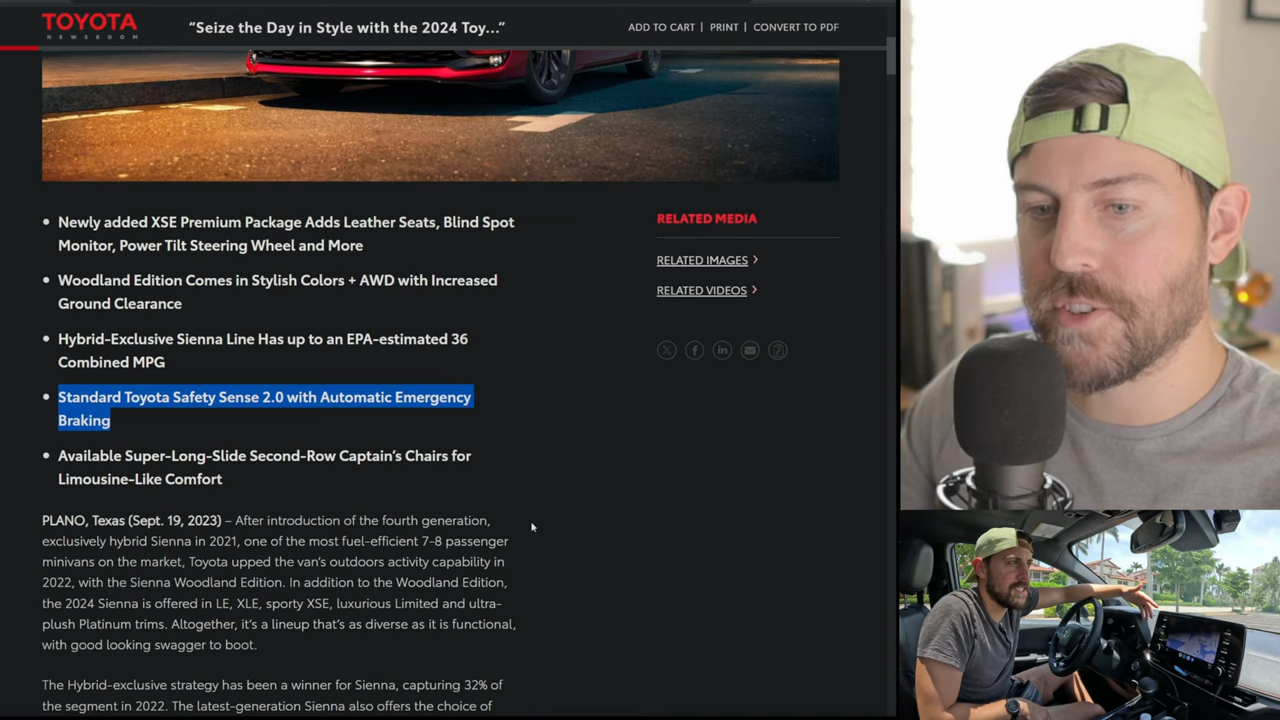 TOYOTA
NEWSROOM
“Seize the Day in Style with the 2024 Toy...”
ADD TO CART | PRINT | CONVERT TO PDF
• Newly added XSE Premium Package Adds Leather Seats, Blind Spot
Monitor, Power Tilt Steering Wheel and More
• Woodland Edition Comes in Stylish Colors + AWD with Increased
Ground Clearance
• Hybrid-Exclusive Sienna Line Has up to an EPA-estimated 36
Combined MPG
• Standard Toyota Safety Sense 2.0 with Automatic Emergency
Braking
• Available Super-Long-Slide Second-Row Captain’s Chairs for
Limousine-Like Comfort
PLANO, Texas (Sept. 19, 2023) – After introduction of the fourth generation,
exclusively hybrid Sienna in 2021, one of the most fuel-efficient 7-8 passenger
minivans on the market, Toyota upped the van’s outdoors activity capability in
2022, with the Sienna Woodland Edition. In addition to the Woodland Edition,
the 2024 Sienna is offered in LE, XLE, sporty XSE, luxurious Limited and ultra-
plush Platinum trims. Altogether, it’s a lineup that’s as diverse as it is functional,
with good looking swagger to boot.
The Hybrid-exclusive strategy has been a winner for Sienna, capturing 32% of
the segment in 2022. The latest-generation Sienna also offers the choice of
RELATED MEDIA
RELATED IMAGES
RELATED VIDEOS